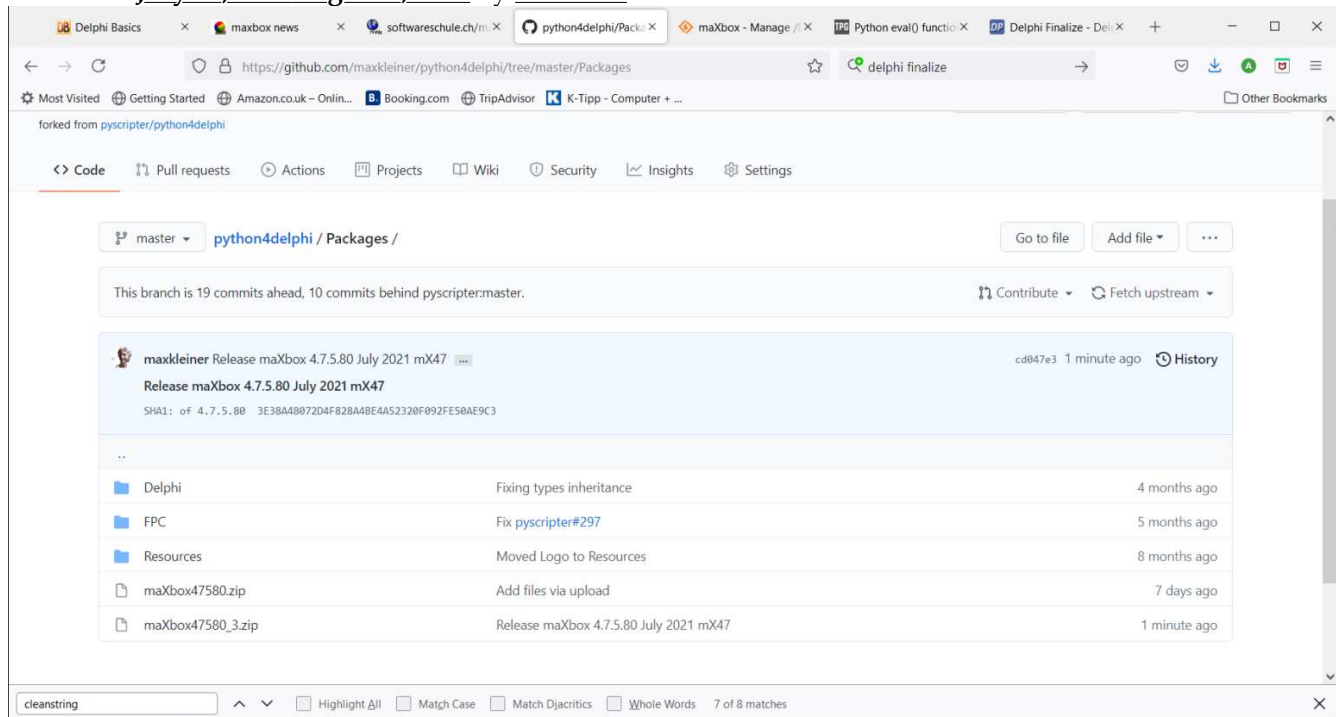 Delphi Basics × maxbox news × softwareschule.ch/m × python4delphi/Packa × maXbox - Manage / × Python eval() functio × Delphi Finalize - Del × +
https://github.com/maxkleiner/python4delphi/tree/master/Packages delphi finalize
Most Visited Getting Started Amazon.co.uk – Onlin... Booking.com TripAdvisor K-Tipp - Computer + ... Other Bookmarks
forked from pyscripter/python4delphi
<> Code Pull requests Actions Projects Wiki Security Insights Settings
master python4delphi / Packages / Go to file Add file ...
This branch is 19 commits ahead, 10 commits behind pyscripter:master. Contribute Fetch upstream
maxkleiner Release maXbox 4.7.5.80 July 2021 mX47 ... cd047e3 1 minute ago History
Release maXbox 4.7.5.80 July 2021 mX47
SHA1: of 4.7.5.80 3E38A48072D4F828A4BE4A52320F092FE50AE9C3
..
Delphi Fixing types inheritance 4 months ago
FPC Fix pyscripter#297 5 months ago
Resources Moved Logo to Resources 8 months ago
maXbox47580.zip Add files via upload 7 days ago
maXbox47580_3.zip Release maXbox 4.7.5.80 July 2021 mX47 1 minute ago
cleanstring Highlight All Match Case Match Diacritics Whole Words 7 of 8 matches